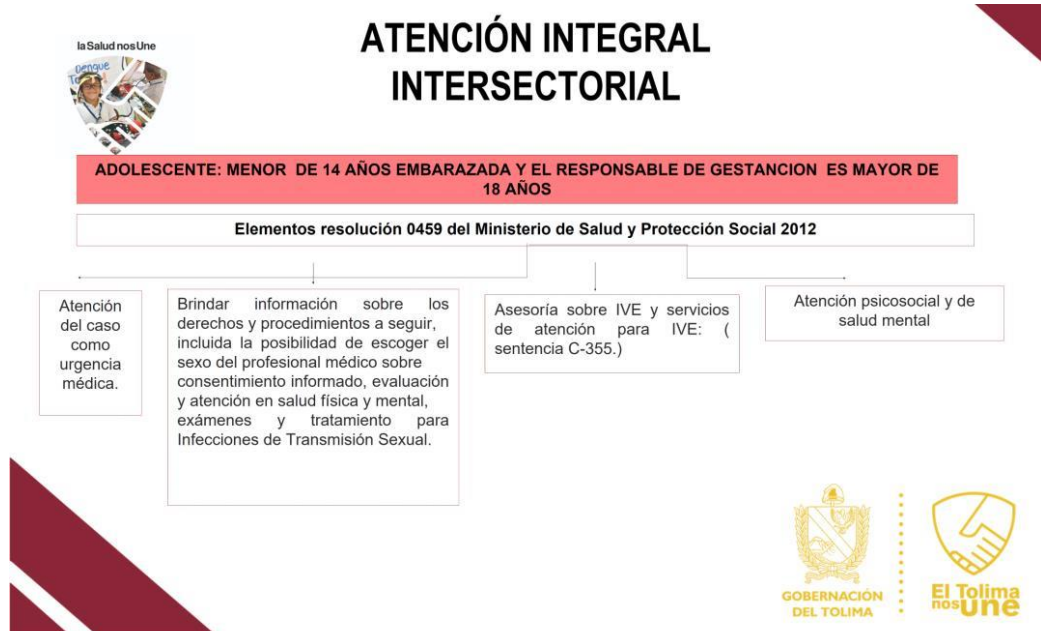 la Salud nos Une
Dengue
ATENCIÓN INTEGRAL
INTERSECTORIAL
ADOLESCENTE: MENOR DE 14 AÑOS EMBARAZADA Y EL RESPONSABLE DE GESTANCION ES MAYOR DE
18 AÑOS
Elementos resolución 0459 del Ministerio de Salud y Protección Social 2012
Atención
del caso
como
urgencia
médica.
Brindar información sobre los
derechos y procedimientos a seguir,
incluida la posibilidad de escoger el
sexo del profesional médico sobre
consentimiento informado, evaluación
y atención en salud física y mental,
exámenes y tratamiento para
Infecciones de Transmisión Sexual.
Asesoría sobre IVE y servicios
de atención para IVE: (
sentencia C-355.)
Atención psicosocial y de
salud mental
GOBERNACIÓN
DEL TOLIMA
El Tolima
nos une